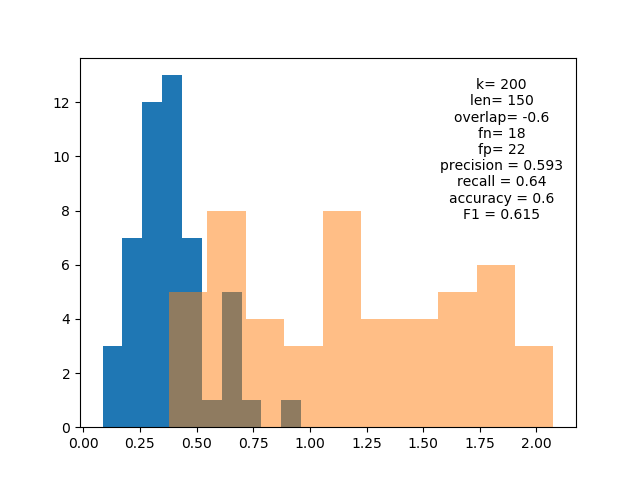 k= 200
len= 150
overlap= -0.6
fn= 18
fp= 22
precision = 0.593
recall = 0.64
accuracy = 0.6
F1 = 0.615
12
10
8
6
4
2
0
0.00 0.25 0.50 0.75 1.00 1.25 1.50 1.75 2.00